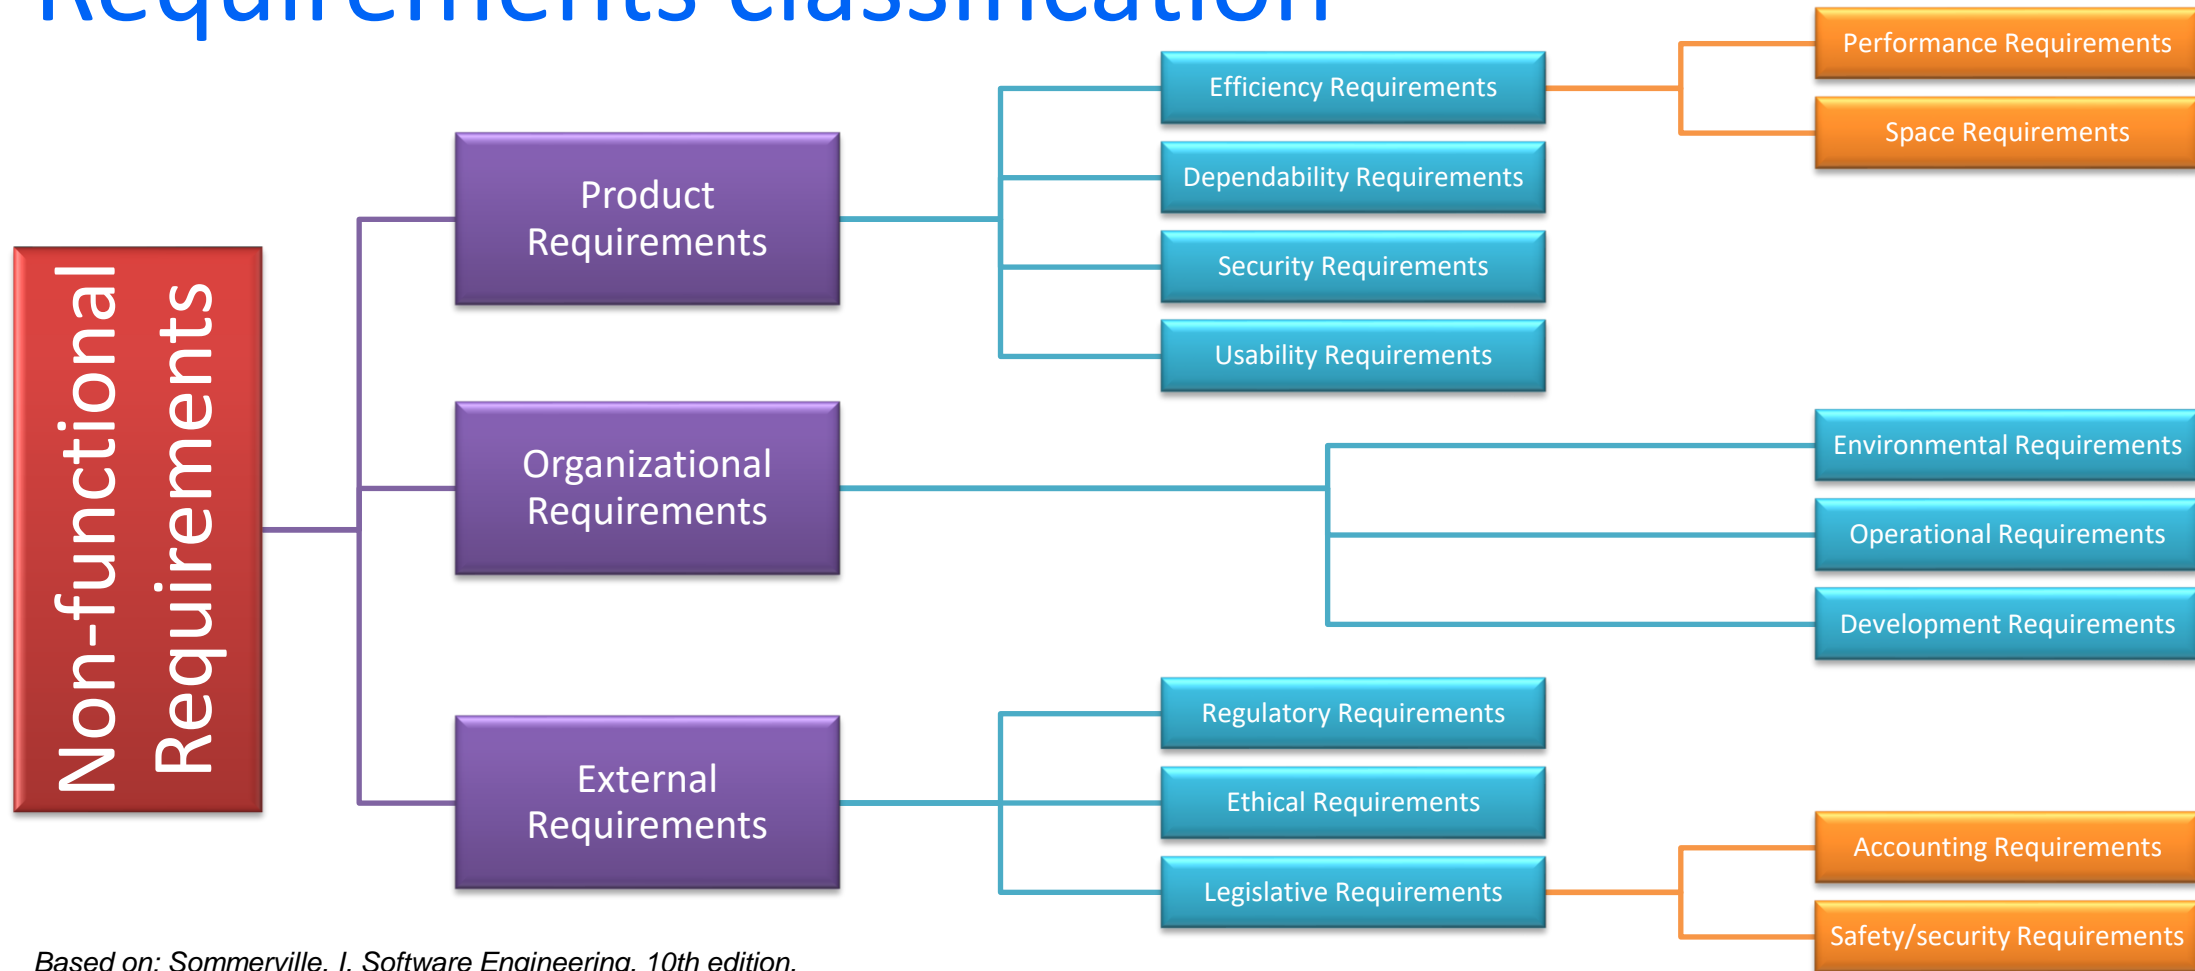 Requirements classification
Non-functional
Requirements
Product
Requirements
Efficiency Requirements
Performance Requirements
Space Requirements
Dependability Requirements
Security Requirements
Usability Requirements
Organizational
Requirements
Environmental Requirements
Operational Requirements
Development Requirements
External
Requirements
Regulatory Requirements
Ethical Requirements
Legislative Requirements
Accounting Requirements
Safety/security Requirements
Based on: Sommerville, I. Software Engineering, 10th edition.